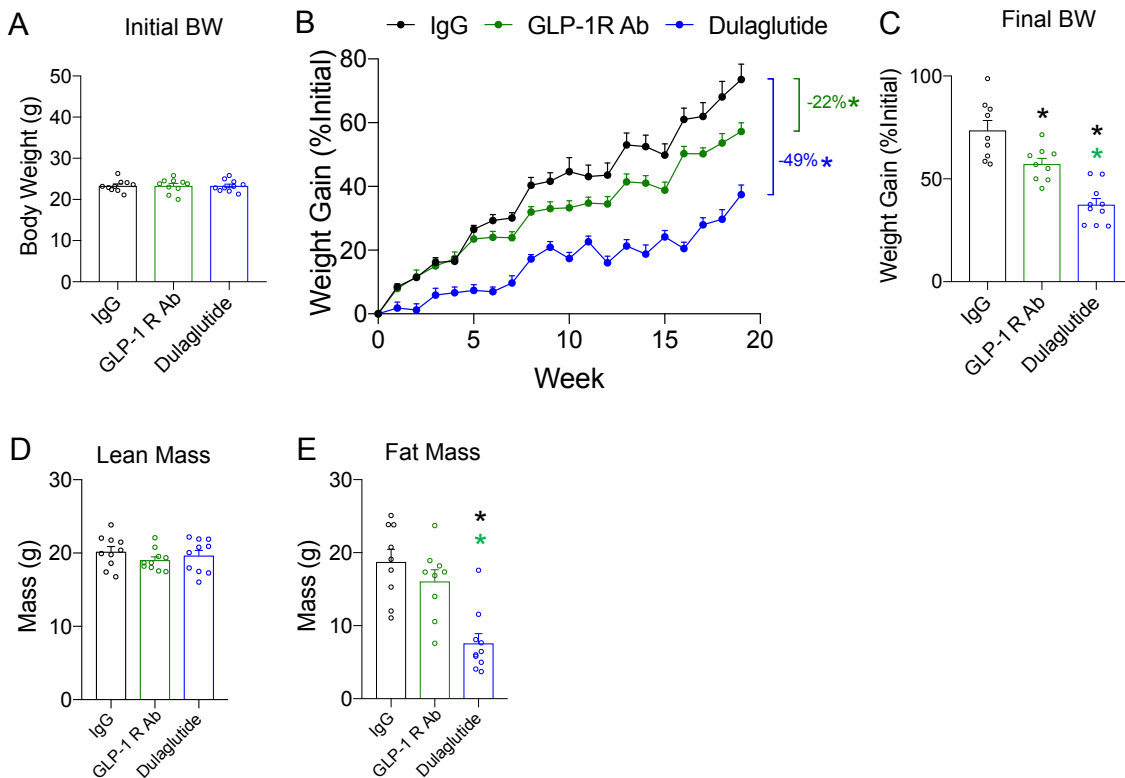 A
Initial BW
Body Weight (g)
50
40
30
20
10
0
IgG
GLP-1 R Ab
Dulaglutide
B
IgG
GLP-1R Ab
Dulaglutide
Weight Gain (%Initial)
80
60
40
20
0
0
5
10
15
20
Week
-22%*
-49%*
C
Final BW
Weight Gain (%Initial)
100
50
0
*
*
*
IgG
GLP-1 R Ab
Dulaglutide
D
Lean Mass
Mass (g)
30
20
10
0
IgG
GLP-1 R Ab
Dulaglutide
E
Fat Mass
Mass (g)
30
20
10
0
*
*
IgG
GLP-1 R Ab
Dulaglutide